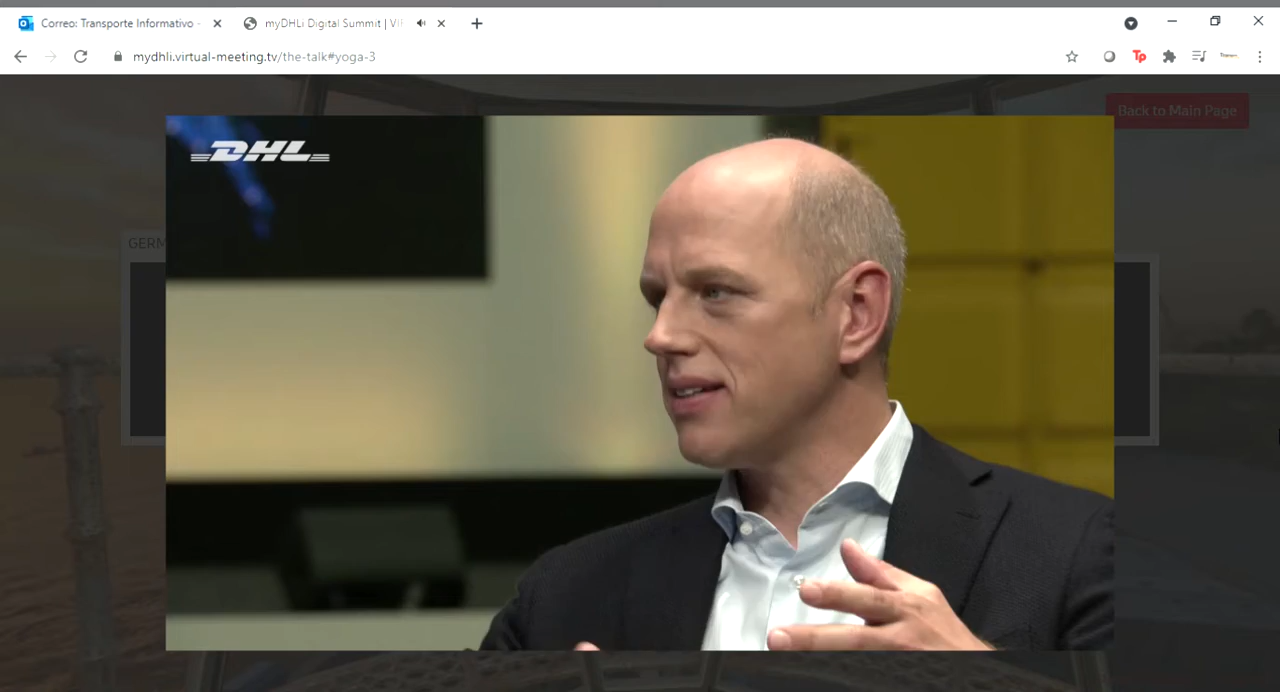 Correo: Transporte Informativo -
myDHLi Digital Summit | VI
mydhli.virtual-meeting.tv/the-talk#yoga-3
Tp
Back to Main Page
DHL
GERM